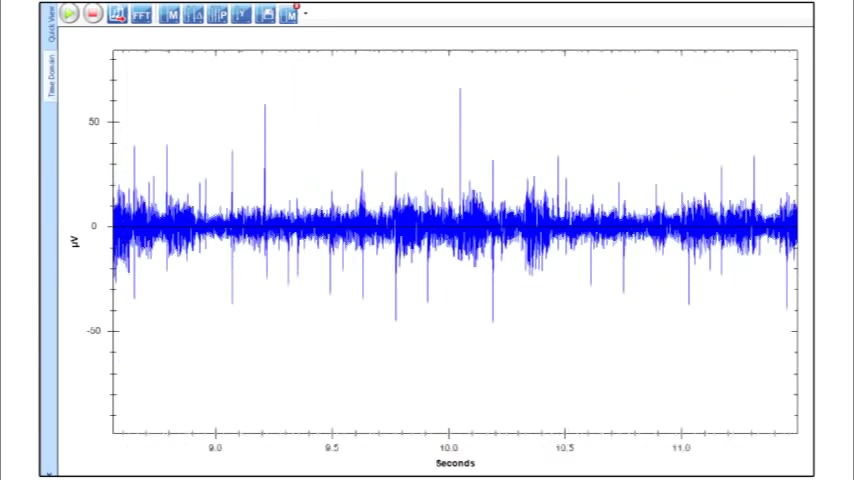 Quick View
Time Domain
FFT
M
P
Y
M
50
0
-50
µV
9.0
9.5
10.0
10.5
11.0
Seconds